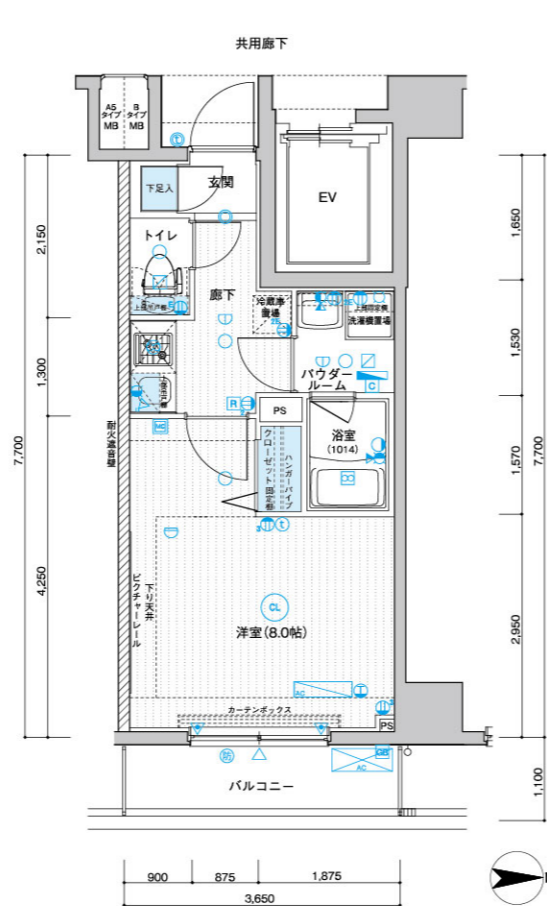 共用廊下
A5
タイプ
MB
B
タイプ
MB
EV
下足入
玄関
トイレ
廊下
冷蔵庫
置場
洗濯機置場
パウダー
ルーム
C
R
PS
浴室
(1014)
ハンガーパイプ
クローゼット固定棚
耐火遮音壁
下り天井
ピクチャーレール
t
CL
洋室(8.0帖)
AC
カーテンボックス
PS
AC
バルコニー
2,150
1,300
4,250
7,700
1,650
1,530
1,570
2,950
7,700
1,100
900
875
1,875
3,650